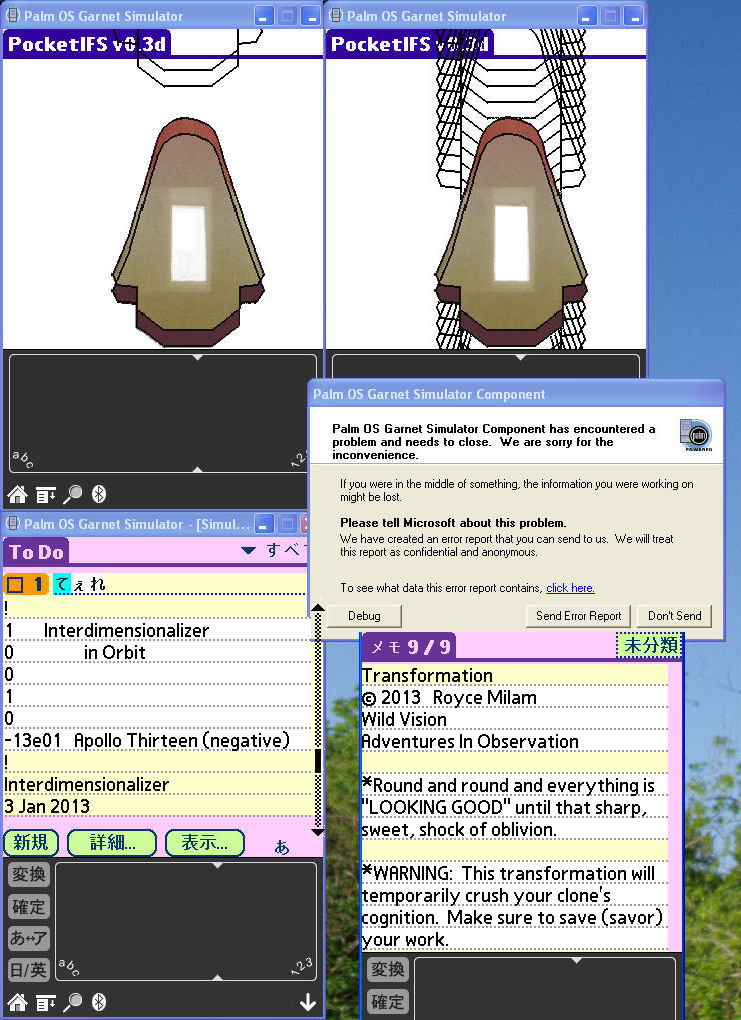 Palm OS Garnet Simulator
PocketIFS v0.3d
abc
123
Palm OS Garnet Simulator
PocketIFS v0.3d
Palm OS Garnet Simulator Component
Palm OS Garnet Simulator Component has encountered a
problem and needs to close. We are sorry for the
inconvenience.
palm
POWERED
If you were in the middle of something, the information you were working on
might be lost.
Please tell Microsoft about this problem.
We have created an error report that you can send to us. We will treat
this report as confidential and anonymous.
To see what data this error report contains, click here.
Debug
Send Error Report
Don't Send
Palm OS Garnet Simulator - [Simul...
To Do
すべ
1 てぇれ
!
1 Interdimensionalizer
0 in Orbit
0
1
0
-13e01 Apollo Thirteen (negative)
!
Interdimensionalizer
3 Jan 2013
新規
詳細...
表示...
あ
変換
確定
あ↔ア
日/英
abc
123
メモ 9 / 9
未分類
Transformation
© 2013 Royce Milam
Wild Vision
Adventures In Observation
*Round and round and everything is
"LOOKING GOOD" until that sharp,
sweet, shock of oblivion.
*WARNING: This transformation will
temporarily crush your clone's
cognition. Make sure to save (savor)
your work.
変換
確定